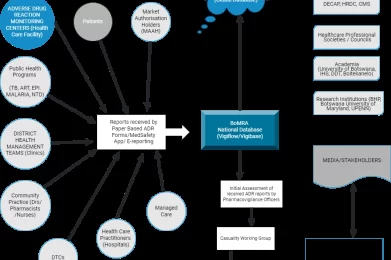 ADVERSE DRUG
REACTION
MONITORING
CENTERS (Health
Care Facility)
Patients
Market
Authorisation
Holders
(MAAH)
DECAP, HRDC, CMS
Healthcare Professional
Societies / Councils
Academia
(University of Botswana,
IHS, DDT, Boitekanelo)
Research Institutions (BHP,
Botswana University of
Maryland, UPENIS)
Public Health
Programs
(TB, ART, EPI,
MALARIA, NTD)
DISTRICT
HEALTH
MANAGEMENT
TEAMS (Clinics)
Reports received by
Paper Based ADR
Forms/MedSafety
App/ E-reporting
BoMRA
National Database
(Vigiflow/Vigibase)
MEDIA/STAKEHOLDERS
Community
Practice (Drs/
Pharmacists
/Nurses)
Managed
Care
Health Care
Practitioners
(Hospitals)
DTCs
Initial Assessment of
received ADR reports by
Pharmacovigilance Officers
Casuality Working Group